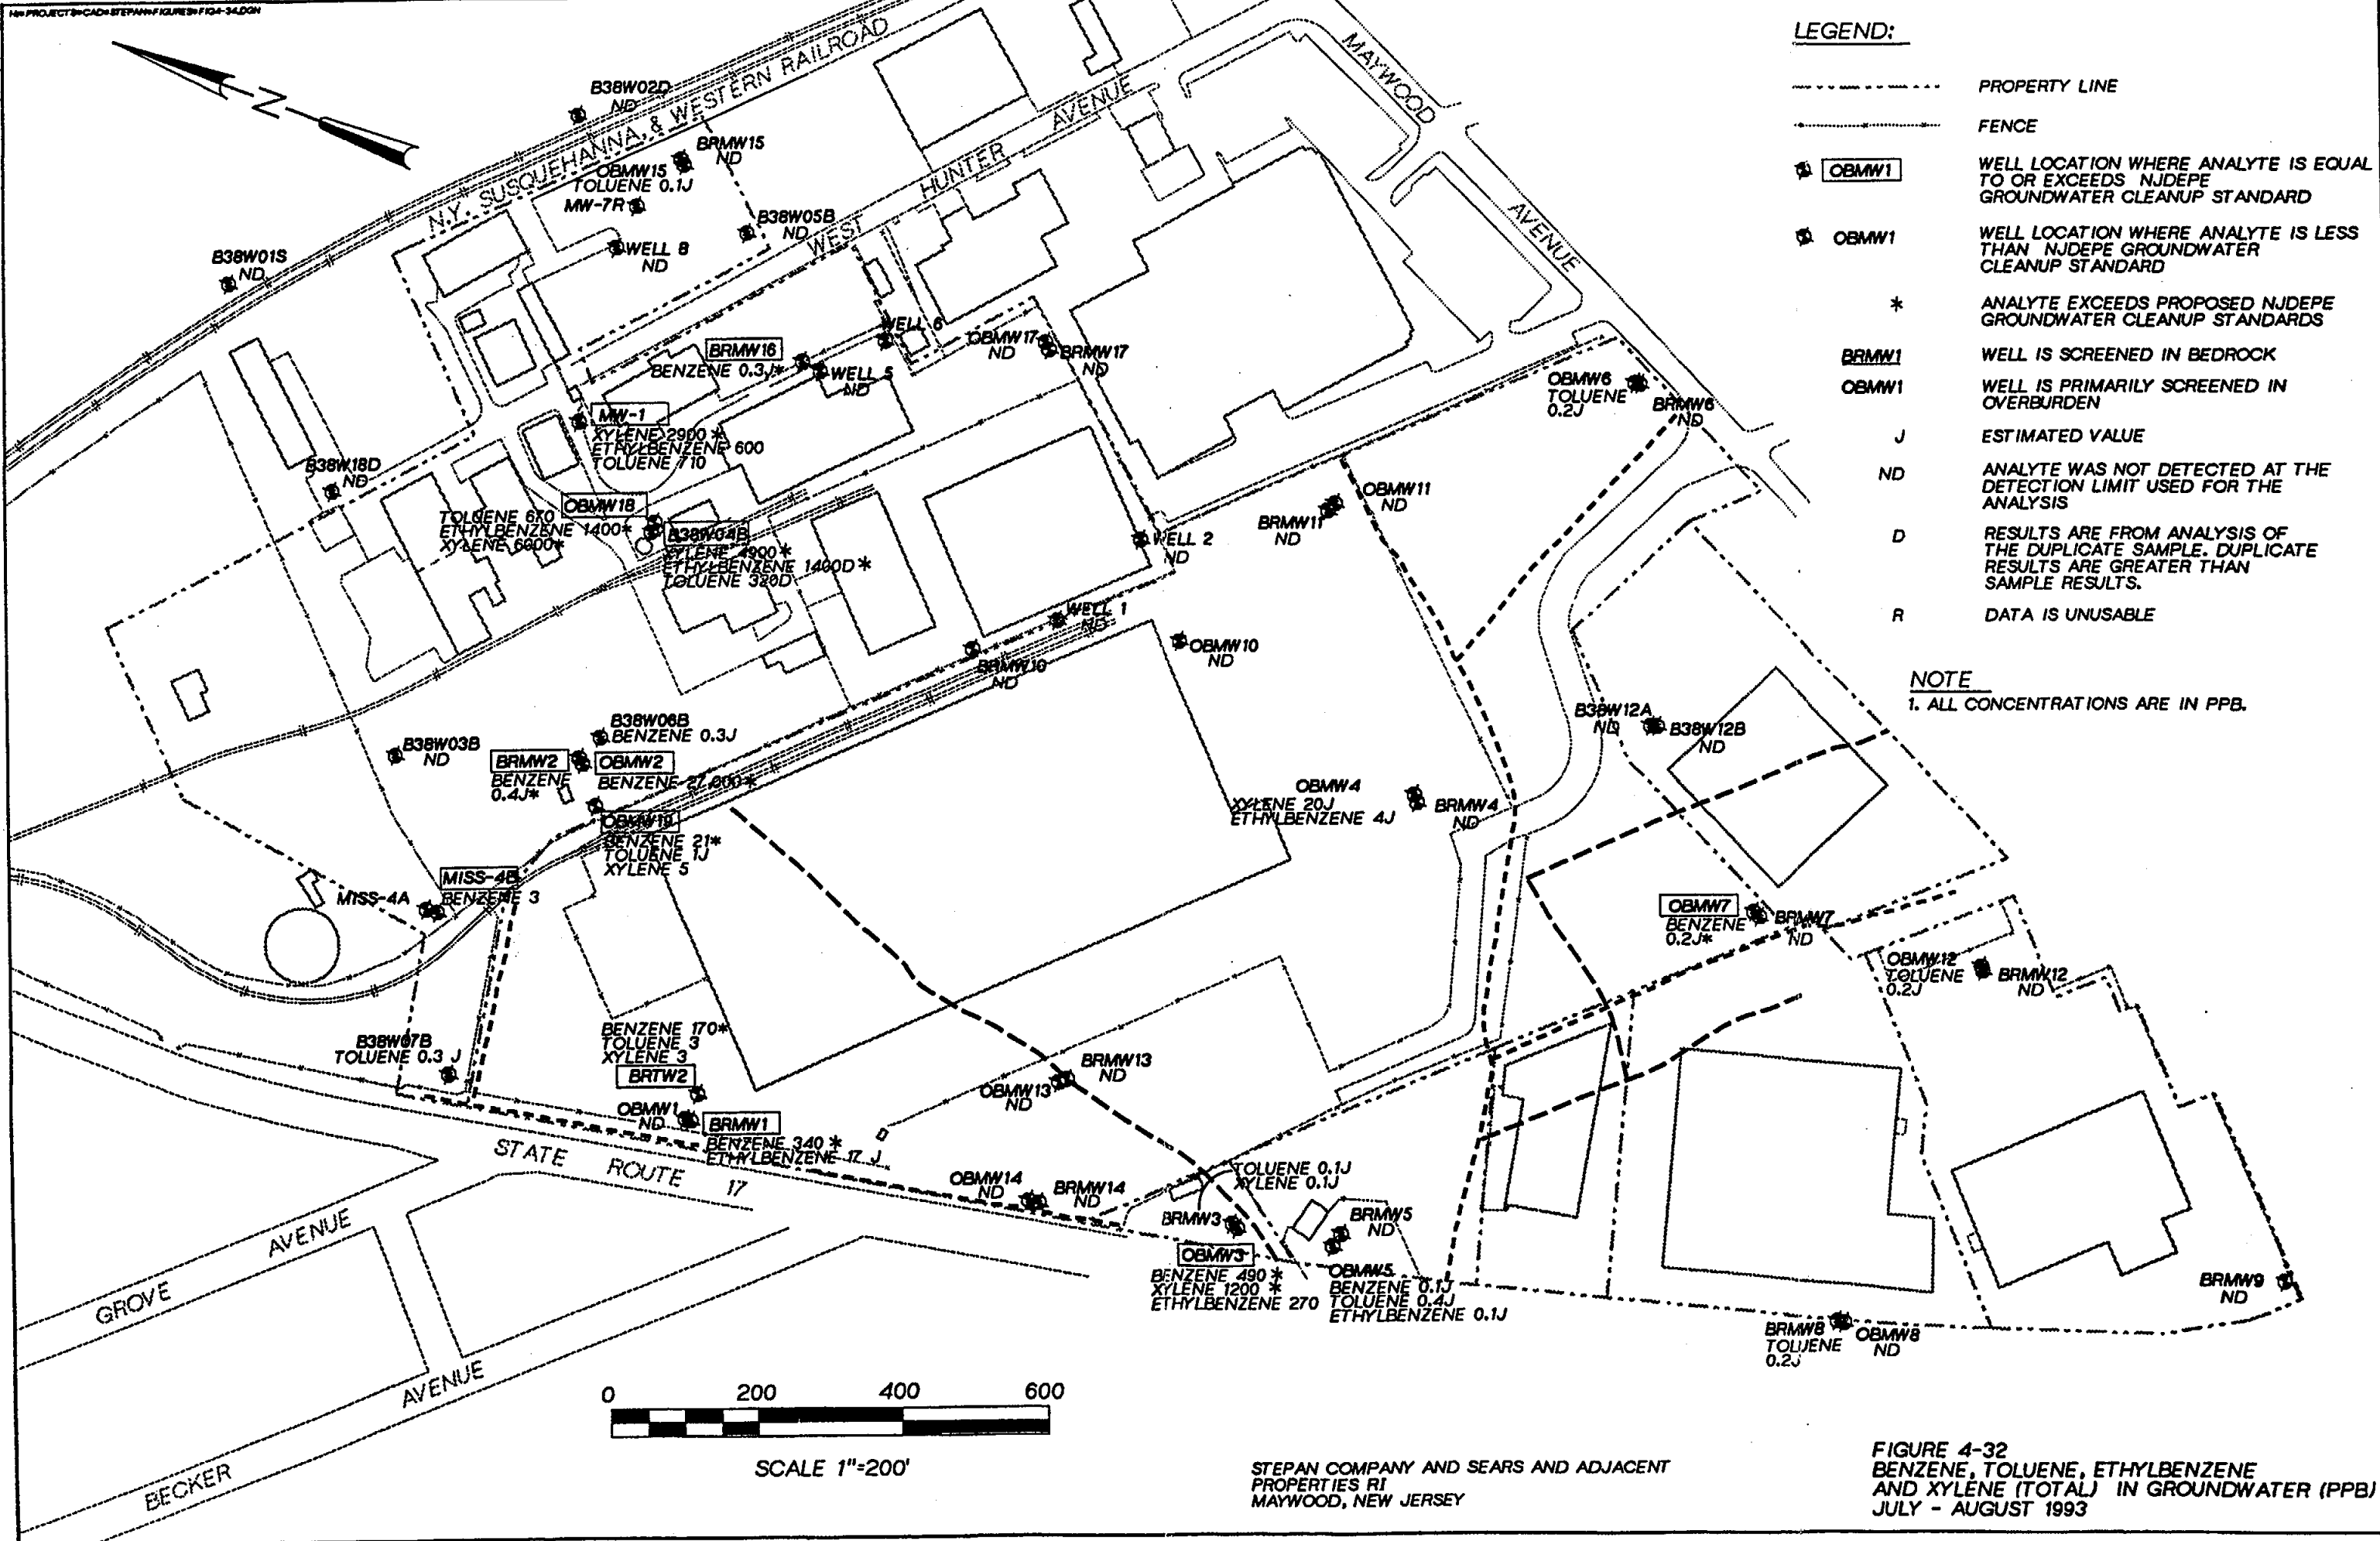 H:PROJECTS:CAD:STEPAN:FIGURES:FIG4-34.DGN
N
N.Y. SUSQUEHANNA, & WESTERN RAILROAD
WEST HUNTER AVENUE
MAYWOOD AVENUE
B38W02D
ND
BRMW15
ND
OBMW15
TOLUENE 0.1J
MW-7R
B38W05B
ND
WELL 8
ND
B38W01S
ND
WELL 6
OBMW17
ND
BRMW17
ND
BRMW16
BENZENE 0.3J*
WELL 5
ND
MW-1
XYLENE 2900 *
ETHYLBENZENE 600
TOLUENE 710
B38W18D
ND
OBMW18
TOLUENE 670
ETHYLBENZENE 1400*
XYLENE 6000*
B38W04B
XYLENE 4900 *
ETHYLBENZENE 1400D *
TOLUENE 320D
OBMW6
TOLUENE
0.2J
BRMW6
ND
OBMW11
ND
BRMW11
ND
WELL 2
ND
WELL 1
ND
OBMW10
ND
BRMW10
ND
B38W06B
BENZENE 0.3J
B38W03B
ND
BRMW2
BENZENE
0.4J*
OBMW2
BENZENE 27,000*
OBMW19
BENZENE 21*
TOLUENE 1J
XYLENE 5
MISS-4B
BENZENE 3
MISS-4A
B38W12A
ND
B38W12B
ND
OBMW4
XYLENE 20J
ETHYLBENZENE 4J
BRMW4
ND
OBMW7
BENZENE
0.2J*
BRMW7
ND
OBMW12
TOLUENE
0.2J
BRMW12
ND
B38W07B
TOLUENE 0.3 J
BENZENE 170*
TOLUENE 3
XYLENE 3
BRTW2
OBMW1
ND
BRMW1
BENZENE 340 *
ETHYLBENZENE 17 J
BRMW13
ND
OBMW13
ND
OBMW14
ND
BRMW14
ND
TOLUENE 0.1J
XYLENE 0.1J
BRMW3
OBMW3
BENZENE 490 *
XYLENE 1200 *
ETHYLBENZENE 270
BRMW5
ND
OBMW5
BENZENE 0.1J
TOLUENE 0.4J
ETHYLBENZENE 0.1J
BRMW8
TOLUENE
0.2J
OBMW8
ND
BRMW9
ND
STATE ROUTE 17
GROVE AVENUE
BECKER AVENUE
0 200 400 600
SCALE 1"=200'
LEGEND:
PROPERTY LINE
FENCE
OBMW1 WELL LOCATION WHERE ANALYTE IS EQUAL
TO OR EXCEEDS NJDEPE
GROUNDWATER CLEANUP STANDARD
OBMW1 WELL LOCATION WHERE ANALYTE IS LESS
THAN NJDEPE GROUNDWATER
CLEANUP STANDARD
* ANALYTE EXCEEDS PROPOSED NJDEPE
GROUNDWATER CLEANUP STANDARDS
BRMW1 WELL IS SCREENED IN BEDROCK
OBMW1 WELL IS PRIMARILY SCREENED IN
OVERBURDEN
J ESTIMATED VALUE
ND ANALYTE WAS NOT DETECTED AT THE
DETECTION LIMIT USED FOR THE
ANALYSIS
D RESULTS ARE FROM ANALYSIS OF
THE DUPLICATE SAMPLE. DUPLICATE
RESULTS ARE GREATER THAN
SAMPLE RESULTS.
R DATA IS UNUSABLE
NOTE
1. ALL CONCENTRATIONS ARE IN PPB.
STEPAN COMPANY AND SEARS AND ADJACENT
PROPERTIES RI
MAYWOOD, NEW JERSEY
FIGURE 4-32
BENZENE, TOLUENE, ETHYLBENZENE
AND XYLENE (TOTAL) IN GROUNDWATER (PPB)
JULY - AUGUST 1993